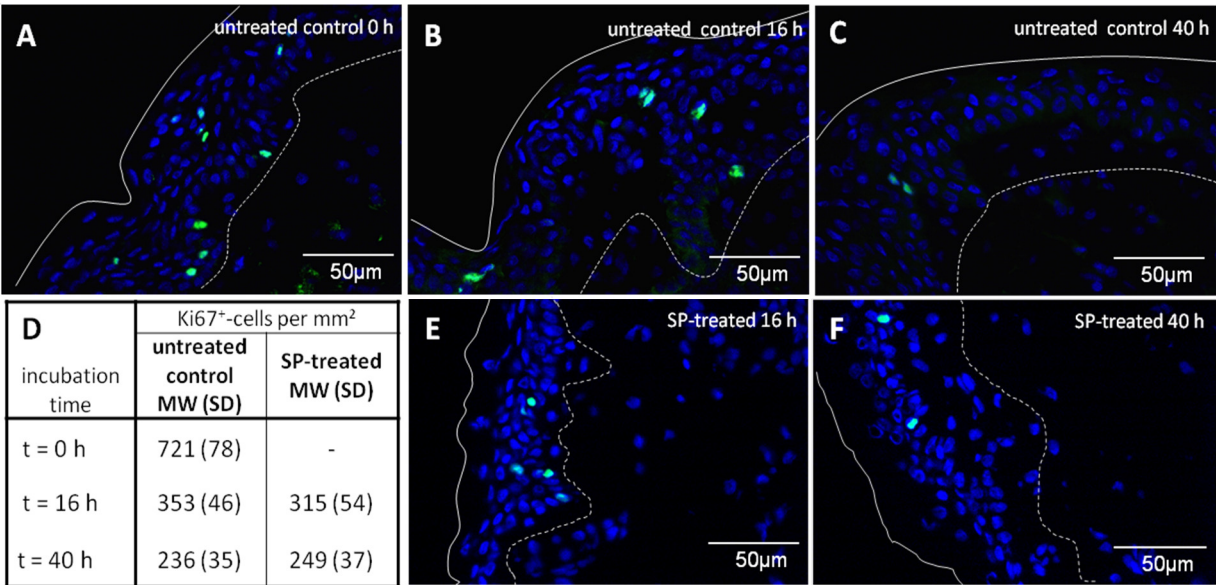 A
untreated control 0 h
50μm
B
untreated control 16 h
50μm
C
untreated control 40 h
50μm
D
incubation
time
Ki67⁺-cells per mm²
untreated
control
MW (SD)
SP-treated
MW (SD)
t = 0 h 721 (78) -
t = 16 h 353 (46) 315 (54)
t = 40 h 236 (35) 249 (37)
E
SP-treated 16 h
50μm
F
SP-treated 40 h
50μm